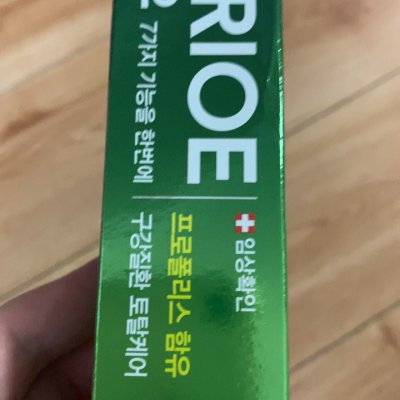 RIOE
7가지 기능을 한번에
임상확인
프로폴리스 함유
구강질환 토탈케어